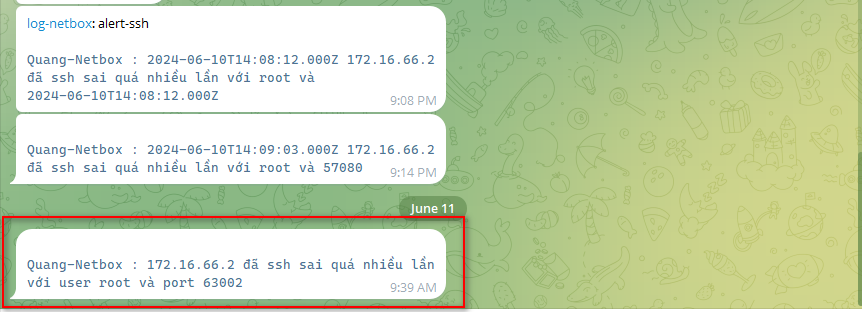 log-netbox: alert-ssh
Quang-Netbox : 2024-06-10T14:08:12.000Z 172.16.66.2
đã ssh sai quá nhiều lần với root và
2024-06-10T14:08:12.000Z
9:08 PM
Quang-Netbox : 2024-06-10T14:09:03.000Z 172.16.66.2
đã ssh sai quá nhiều lần với root và 57080
9:14 PM
June 11
Quang-Netbox : 172.16.66.2 đã ssh sai quá nhiều lần
với user root và port 63002
9:39 AM